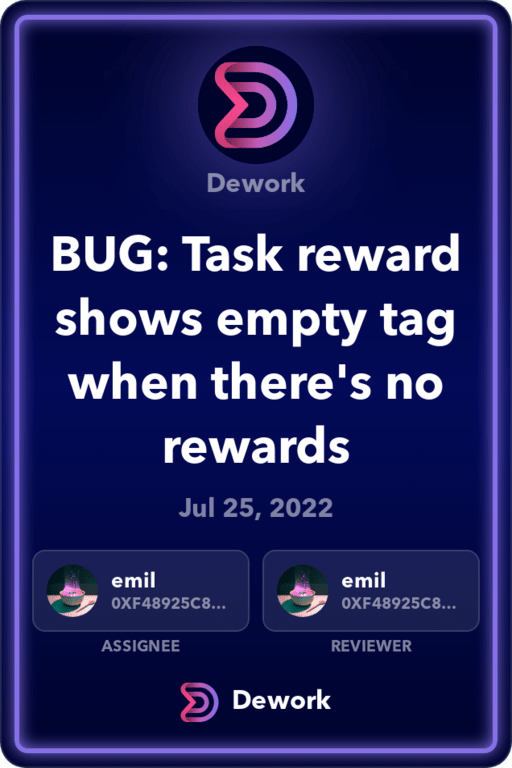 Dework
BUG: Task reward
shows empty tag
when there's no
rewards
Jul 25, 2022
emil
0XF48925C8...
ASSIGNEE
emil
0XF48925C8...
REVIEWER
Dework